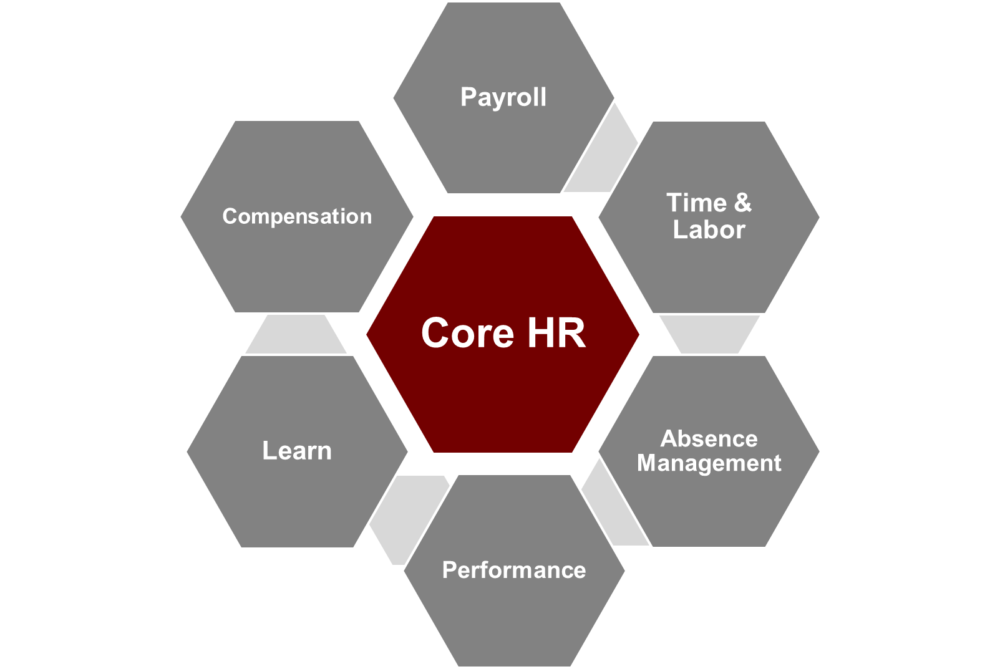 Payroll
Time &
Labor
Compensation
Core HR
Absence
Management
Learn
Performance